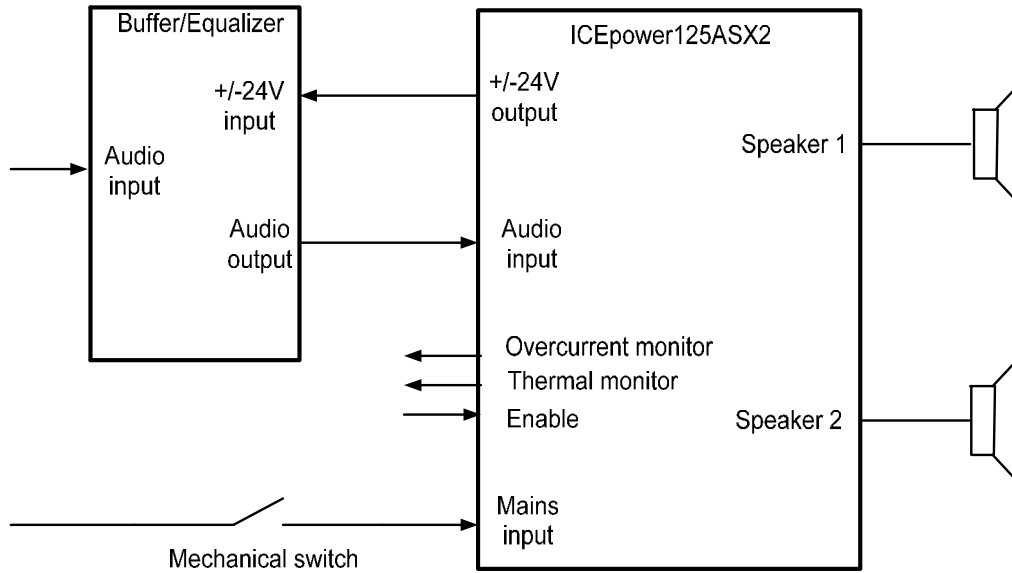 Buffer/Equalizer
+/-24V
input
Audio
input
Audio
output
ICEpower125ASX2
+/-24V
output
Speaker 1
Audio
input
Overcurrent monitor
Thermal monitor
Enable
Speaker 2
Mains
input
Mechanical switch